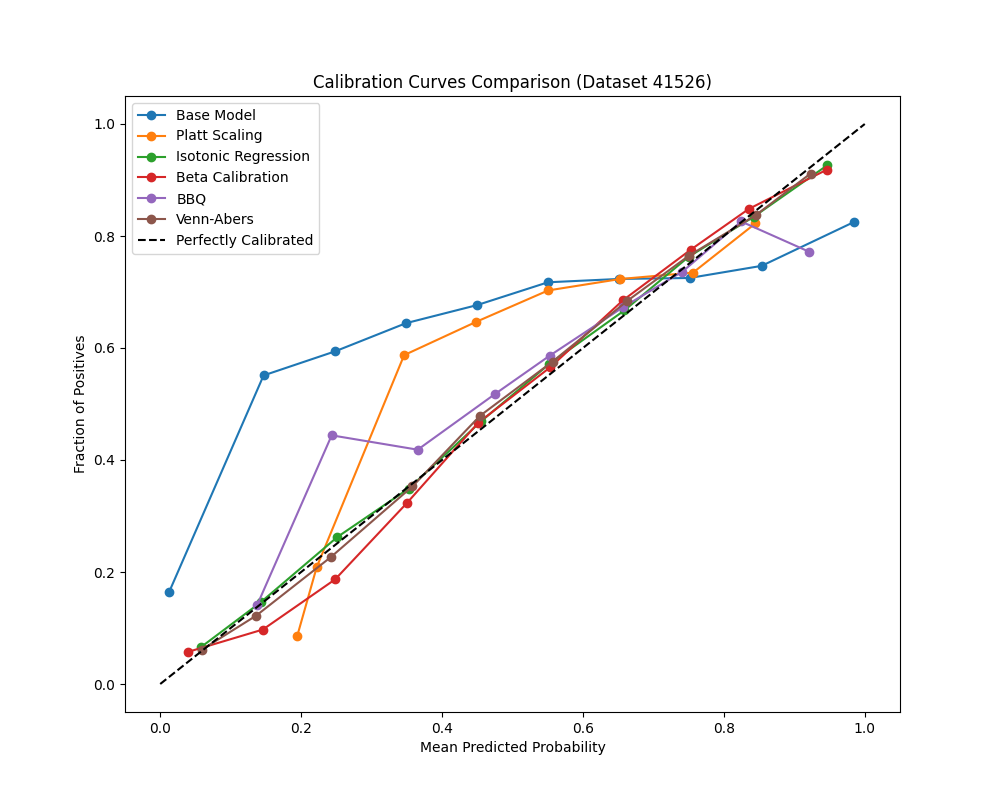 Calibration Curves Comparison (Dataset 41526)
Base Model
Platt Scaling
Isotonic Regression
Beta Calibration
BBQ
Venn-Abers
Perfectly Calibrated
1.0
0.8
0.6
0.4
0.2
0.0
Fraction of Positives
0.0 0.2 0.4 0.6 0.8 1.0
Mean Predicted Probability